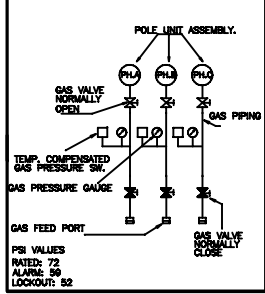 POLE UNIT ASSEMBLY.
PH.A PH.B PH.C
GAS VALVE
NORMALLY
OPEN
GAS PIPING
TEMP. COMPENSATED
GAS PRESSURE SW.
GAS PRESSURE GAUGE
GAS FEED PORT
GAS VALVE
NORMALLY
CLOSE
PSI VALUES
RATED: 72
ALARM: 59
LOCKOUT: 52